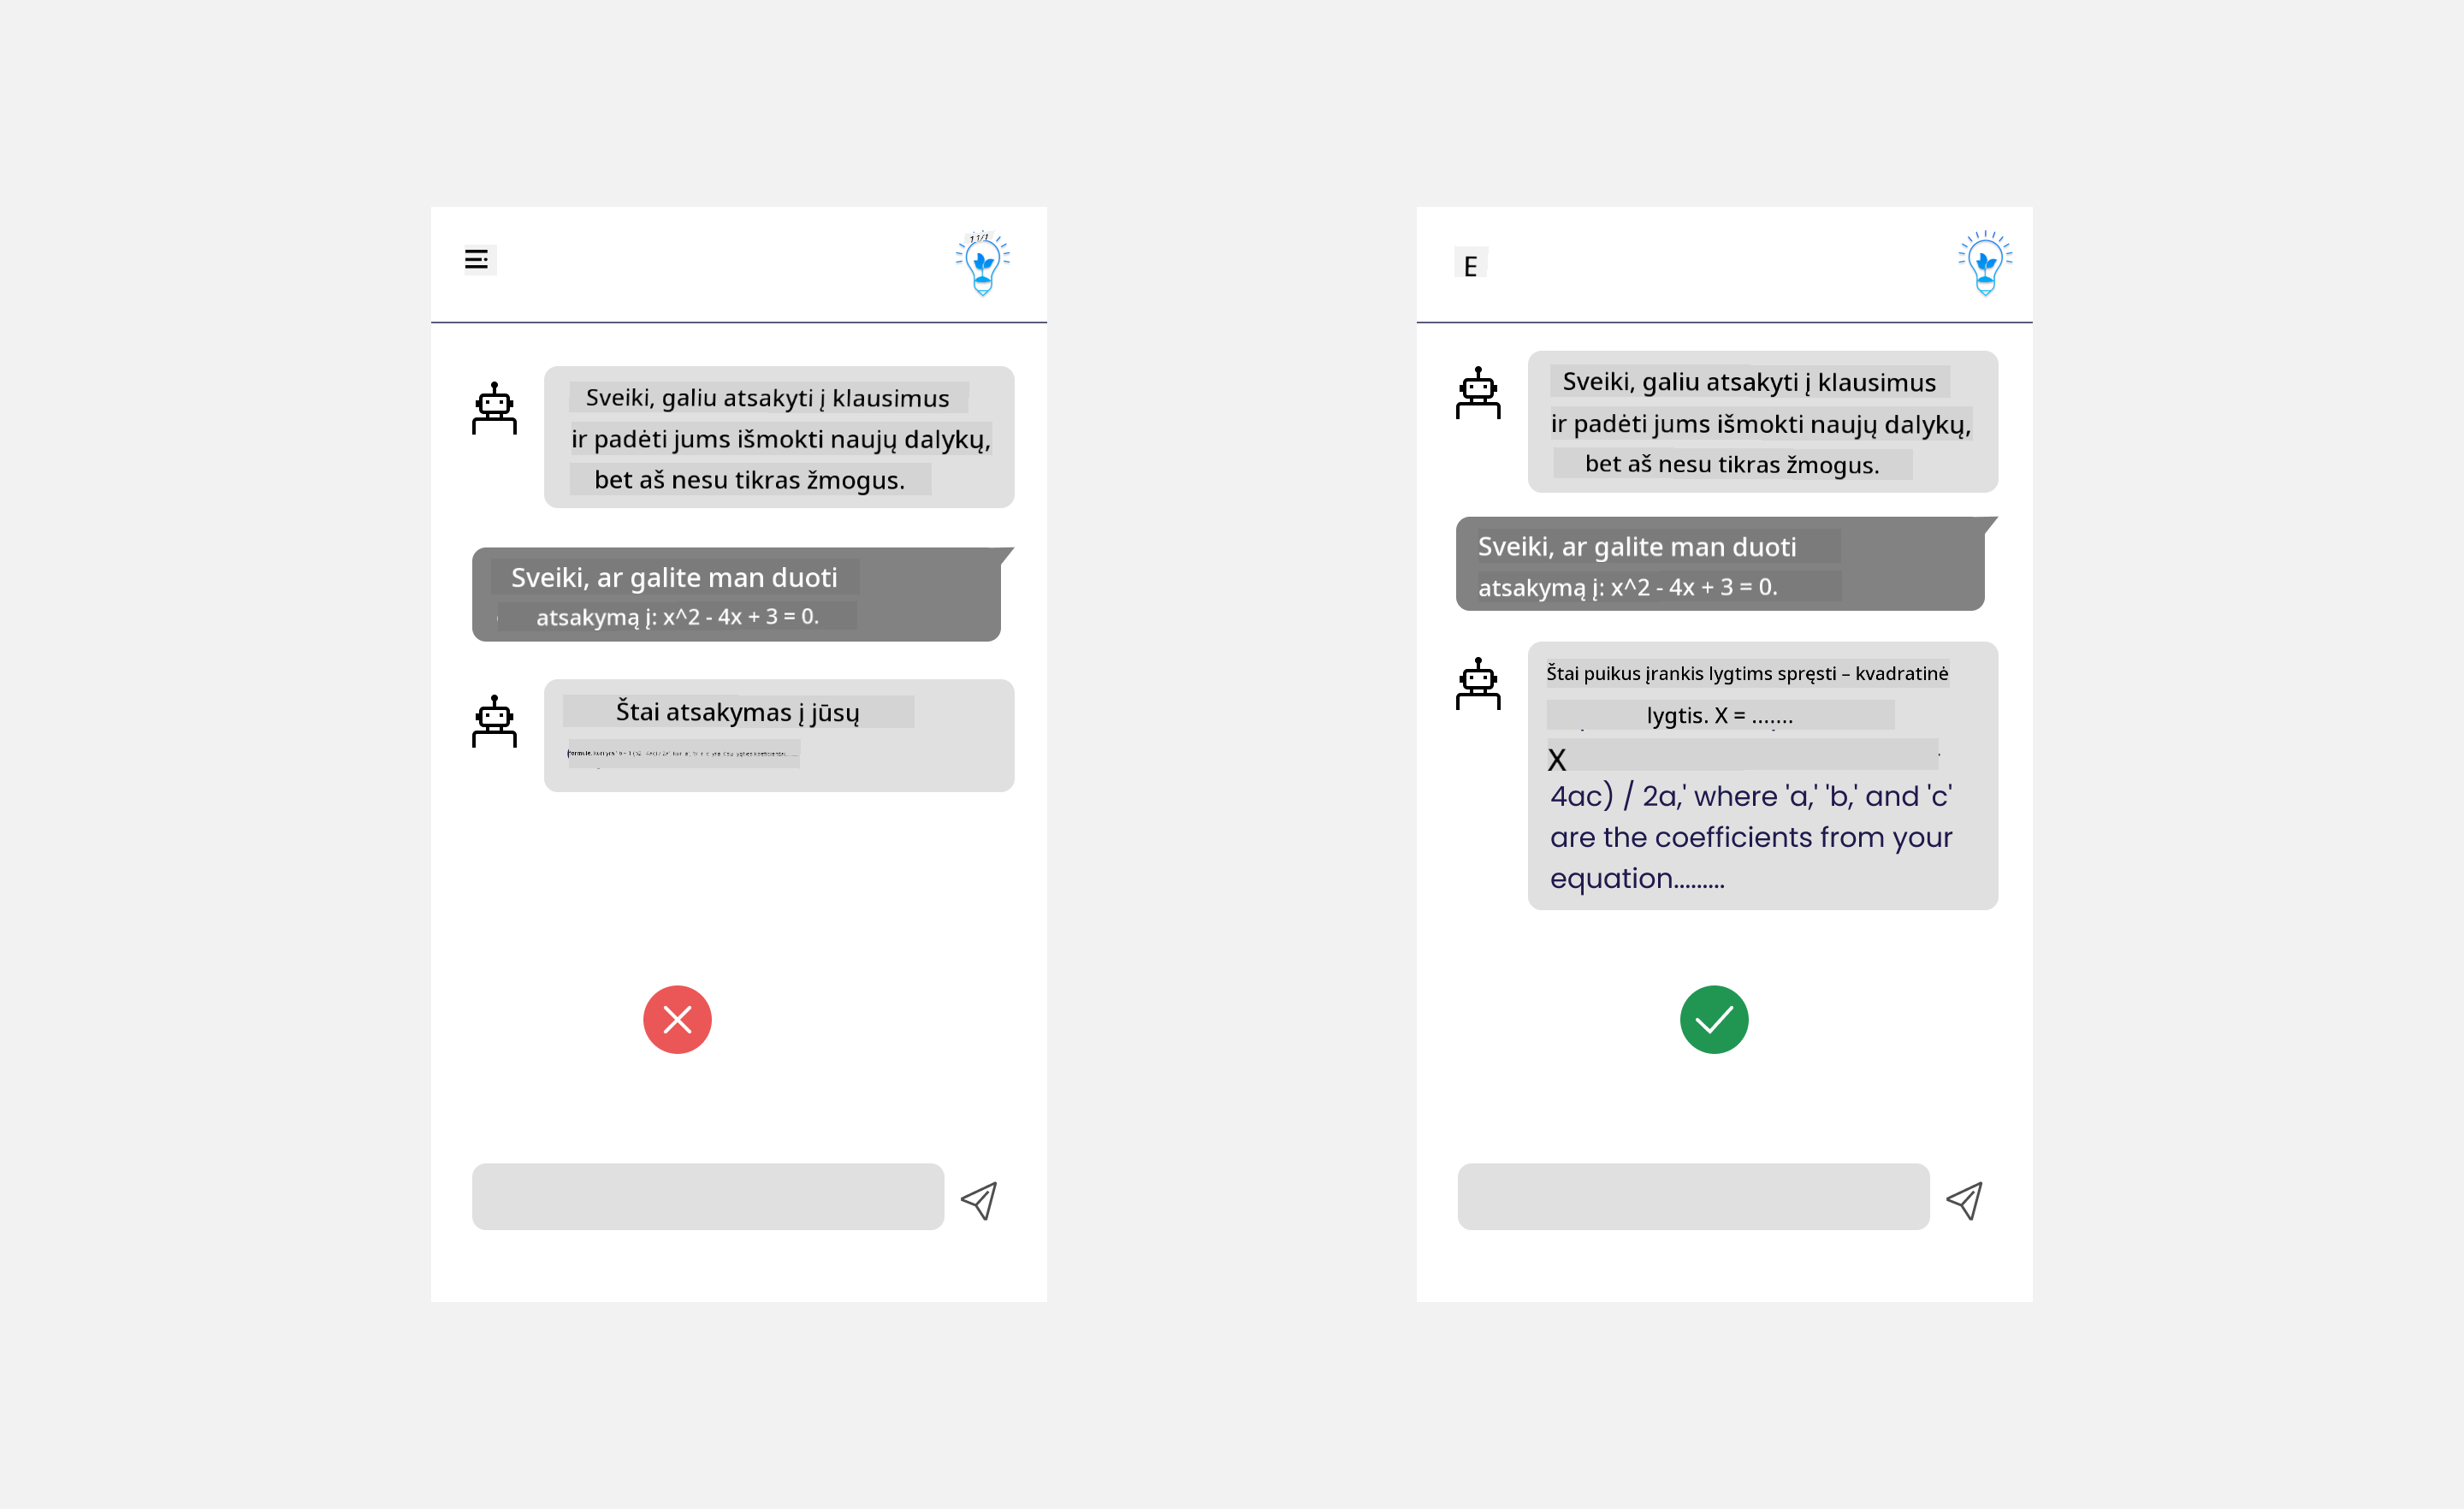 Sveiki, galiu atsakyti į klausimus
ir padėti jums išmokti naujų dalykų,
bet aš nesu tikras žmogus.
Sveiki, ar galite man duoti
atsakymą į: x^2 - 4x + 3 = 0.
Štai atsakymas į jūsų
E
Sveiki, galiu atsakyti į klausimus
ir padėti jums išmokti naujų dalykų,
bet aš nesu tikras žmogus.
Sveiki, ar galite man duoti
atsakymą į: x^2 - 4x + 3 = 0.
Štai puikus įrankis lygtims spręsti – kvadratinė
lygtis. X = .......
X
4ac) / 2a,' where 'a,' 'b,' and 'c'
are the coefficients from your
equation.........